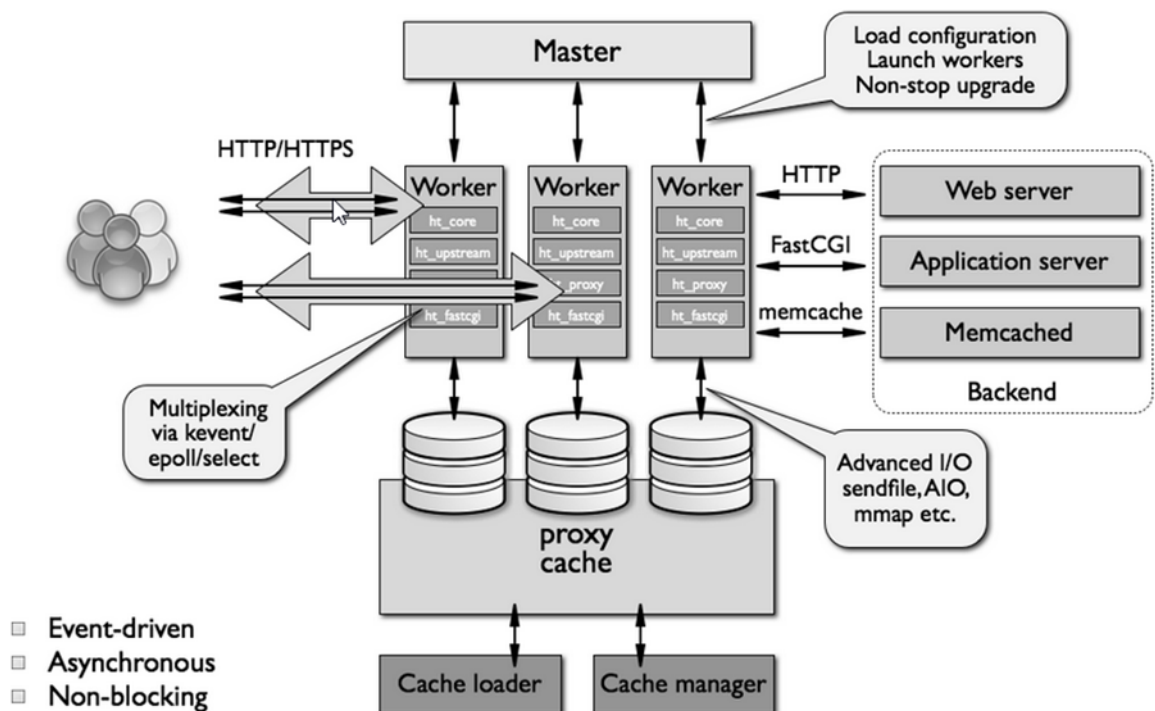 Master
Load configuration
Launch workers
Non-stop upgrade
HTTP/HTTPS
Worker
ht_core
ht_upstream
ht_fastcgi
Worker
ht_core
ht_upstream
ht_proxy
ht_fastcgi
Worker
ht_core
ht_upstream
ht_proxy
ht_fastcgi
HTTP
FastCGI
memcache
Web server
Application server
Memcached
Backend
Multiplexing
via kevent/
epoll/select
Advanced I/O
sendfile, AIO,
mmap etc.
proxy
cache
Cache loader
Cache manager
Event-driven
Asynchronous
Non-blocking